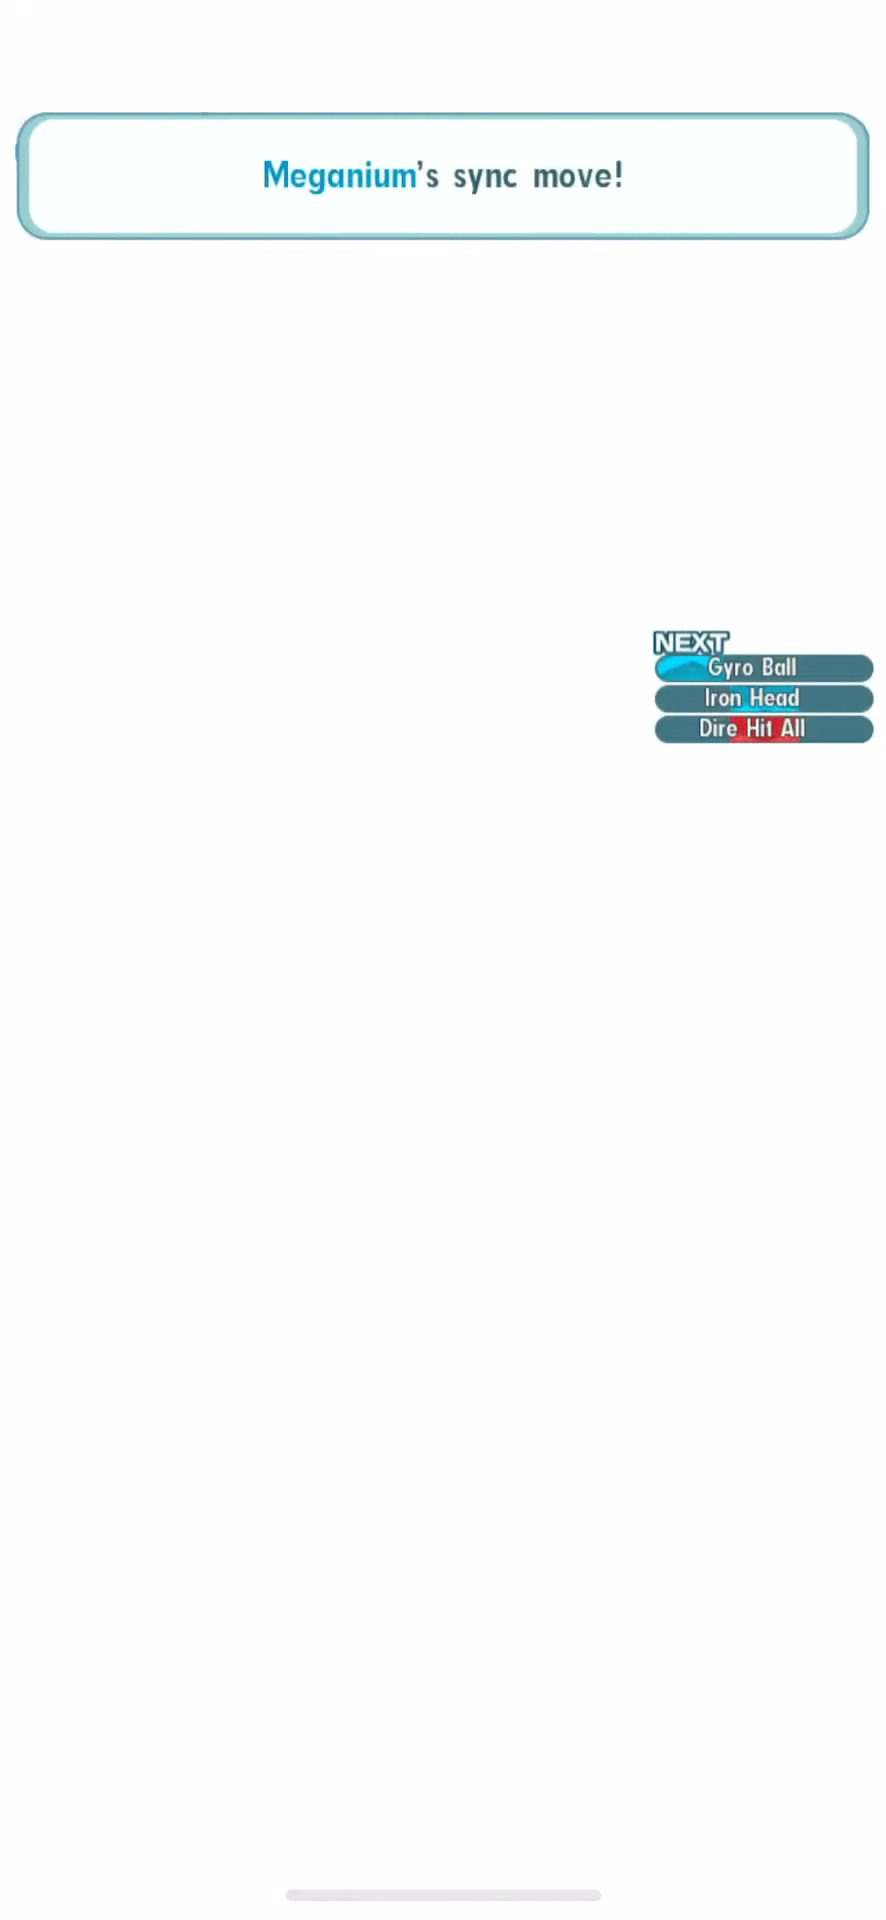 Meganium's sync move!
NEXT
Gyro Ball
Iron Head
Dire Hit All